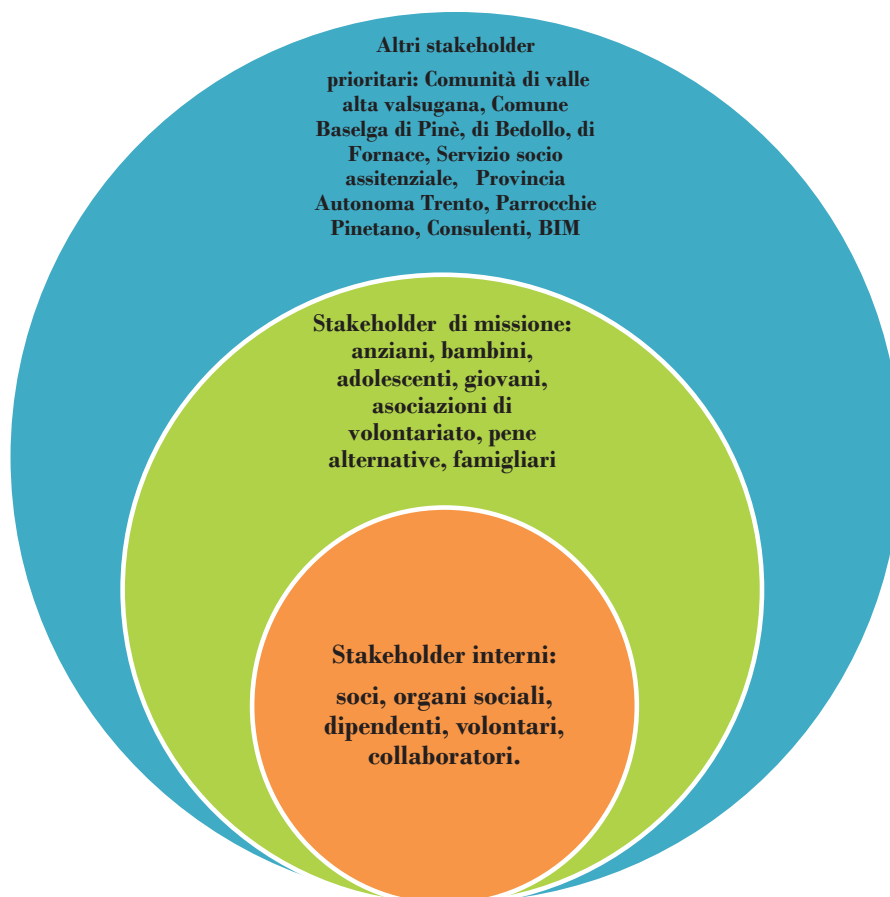 Altri stakeholder
prioritari: Comunità di valle
alta valsugana, Comune
Baselga di Pinè, di Bedollo, di
Fornace, Servizio socio
assitenziale, Provincia
Autonoma Trento, Parrocchie
Pinetano, Consulenti, BIM
Stakeholder di missione:
anziani, bambini,
adolescenti, giovani,
asociazioni di
volontariato, pene
alternative, famigliari
Stakeholder interni:
soci, organi sociali,
dipendenti, volontari,
collaboratori.